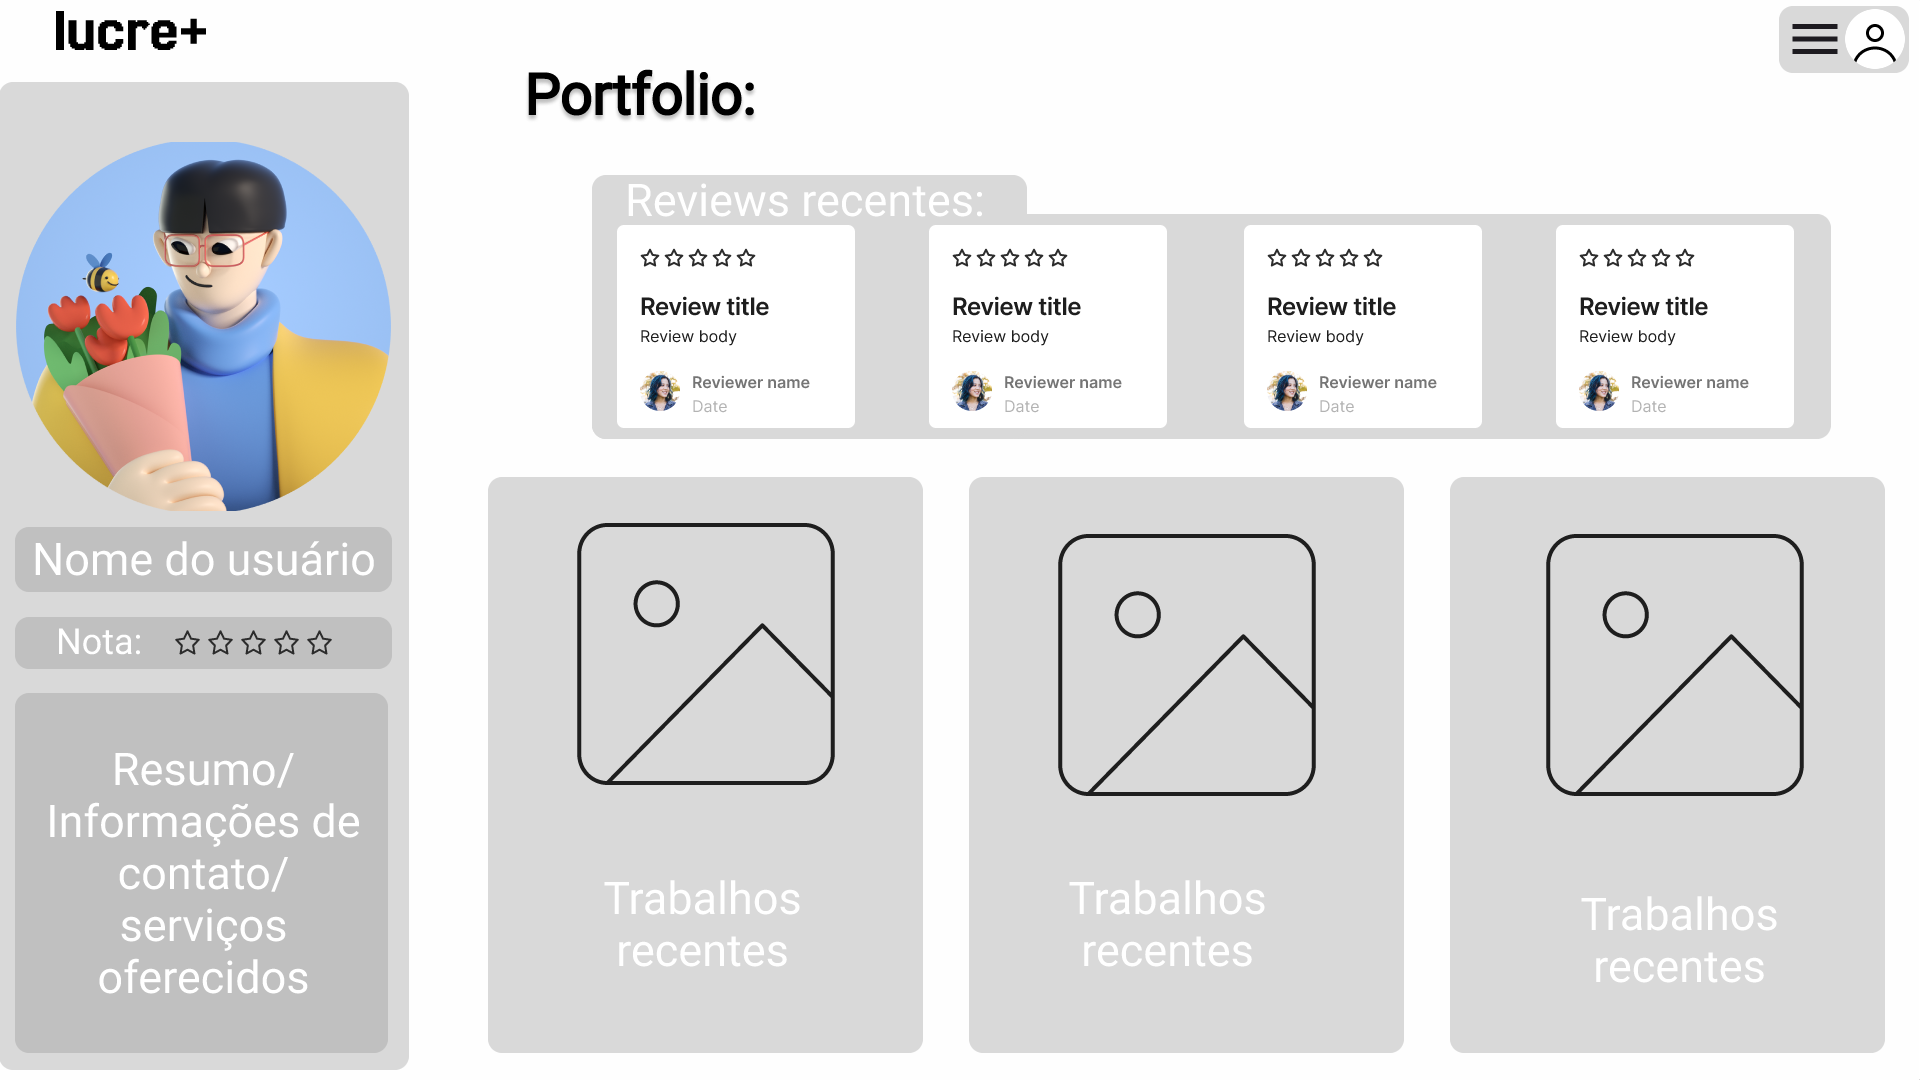 lucre+
Portfolio:
Nome do usuário
Nota:
Resumo/
Informações de
contato/
serviços
oferecidos
Reviews recentes:
Review title
Review body
Reviewer name
Date
Review title
Review body
Reviewer name
Date
Review title
Review body
Reviewer name
Date
Review title
Review body
Reviewer name
Date
Trabalhos
recentes
Trabalhos
recentes
Trabalhos
recentes